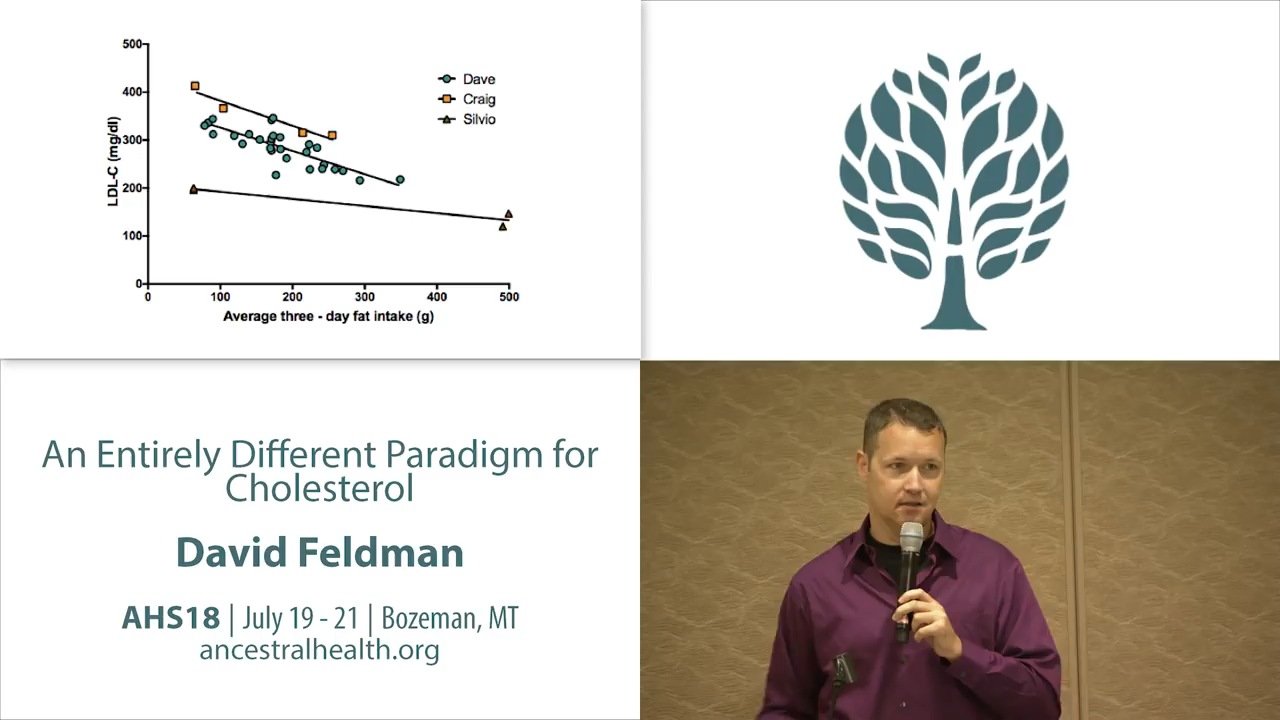 500
400
300
200
100
0
LDL-C (mg/dl)
Dave
Craig
Silvio
0 100 200 300 400 500
Average three - day fat intake (g)
An Entirely Different Paradigm for
Cholesterol
David Feldman
AHS18 | July 19 - 21 | Bozeman, MT
ancestralhealth.org